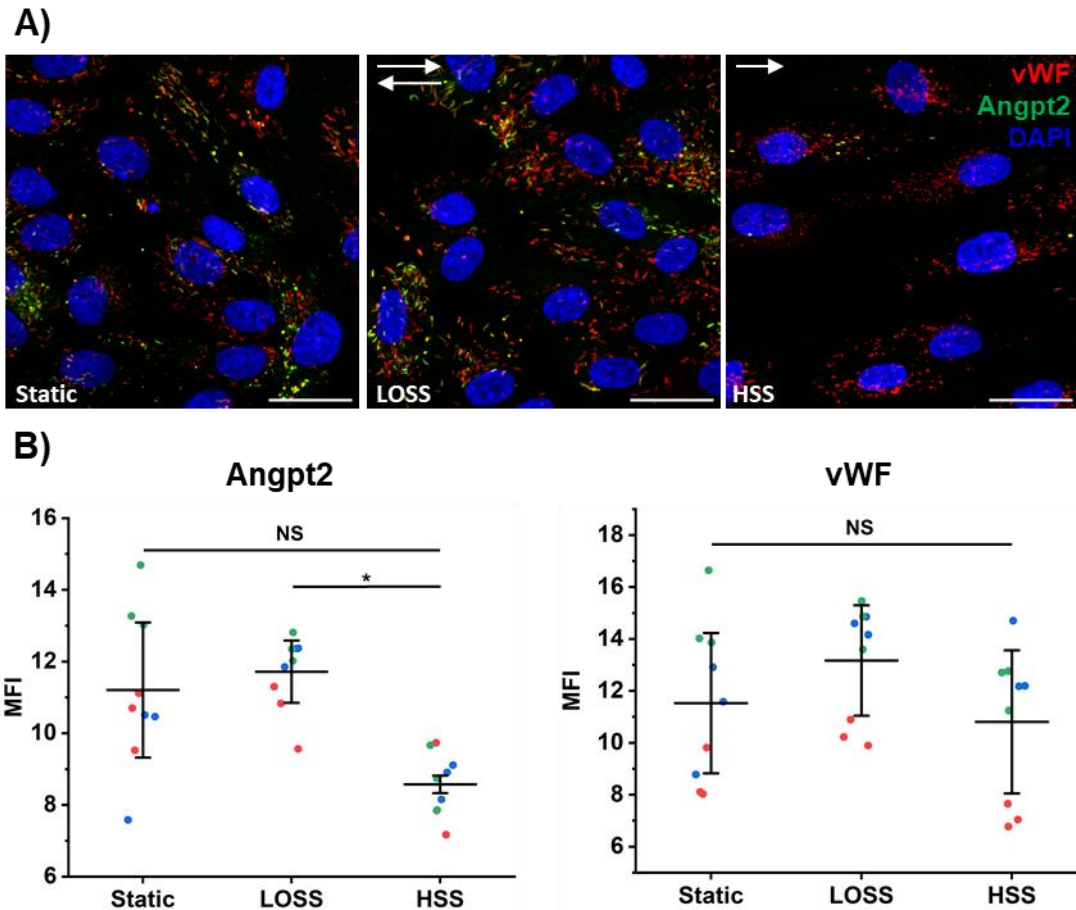 A)
vWF
Angpt2
DAPI
Static
LOSS
HSS
B)
Angpt2
vWF
16
14
12
10
8
6
MFI
NS
*
Static
LOSS
HSS
18
16
14
12
10
8
6
MFI
NS
Static
LOSS
HSS